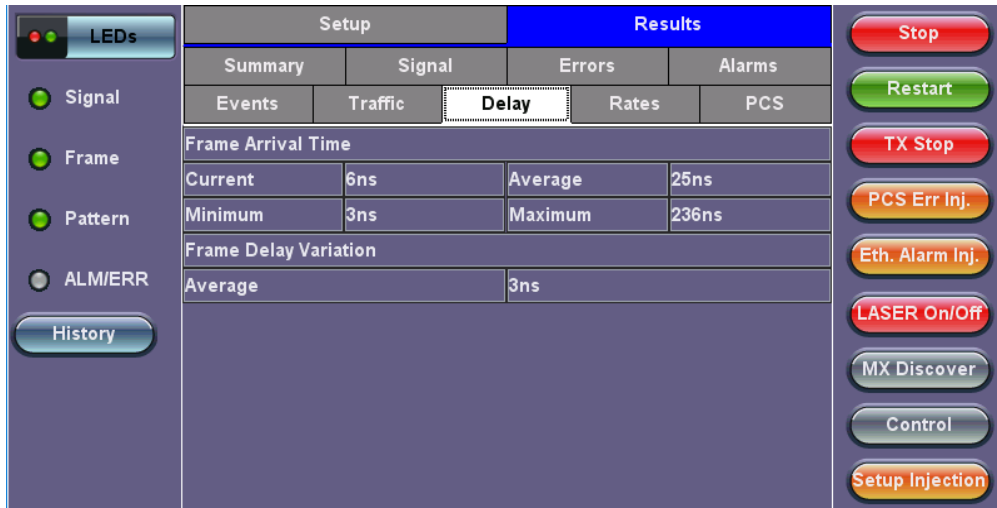 LEDs
Signal
Frame
Pattern
ALM/ERR
History
Setup Results
Summary Signal Errors Alarms
Events Traffic Delay Rates PCS
Frame Arrival Time
Current 6ns Average 25ns
Minimum 3ns Maximum 236ns
Frame Delay Variation
Average 3ns
Stop
Restart
TX Stop
PCS Err Inj.
Eth. Alarm Inj.
LASER On/Off
MX Discover
Control
Setup Injection